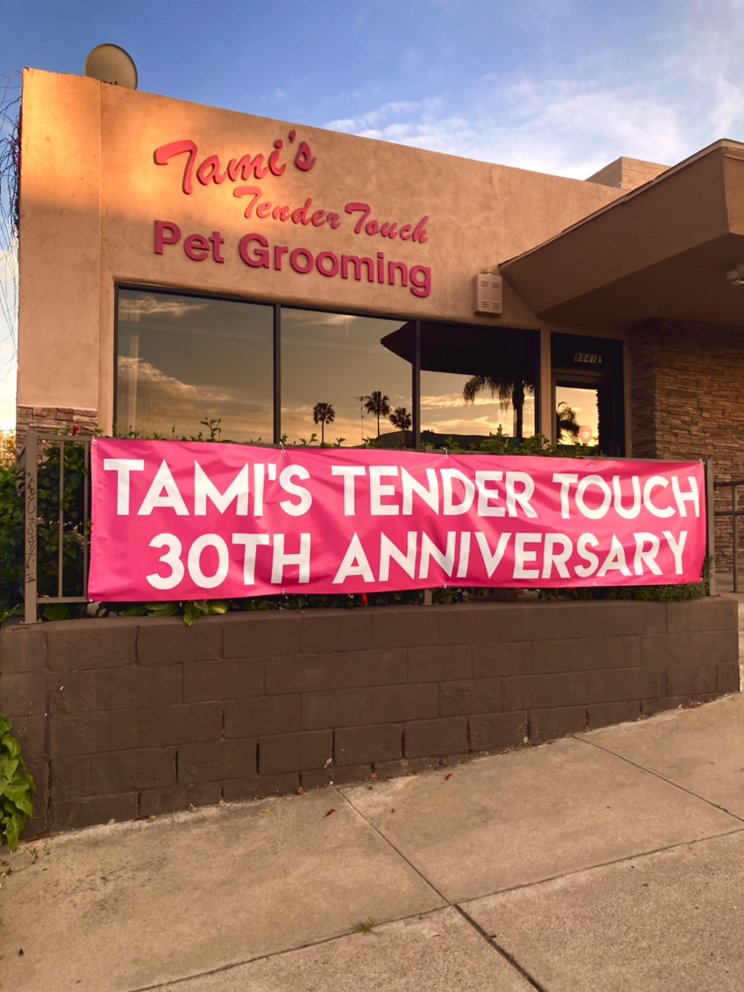 Tami's
Tender Touch
Pet Grooming
TAMI'S TENDER TOUCH
30TH ANNIVERSARY